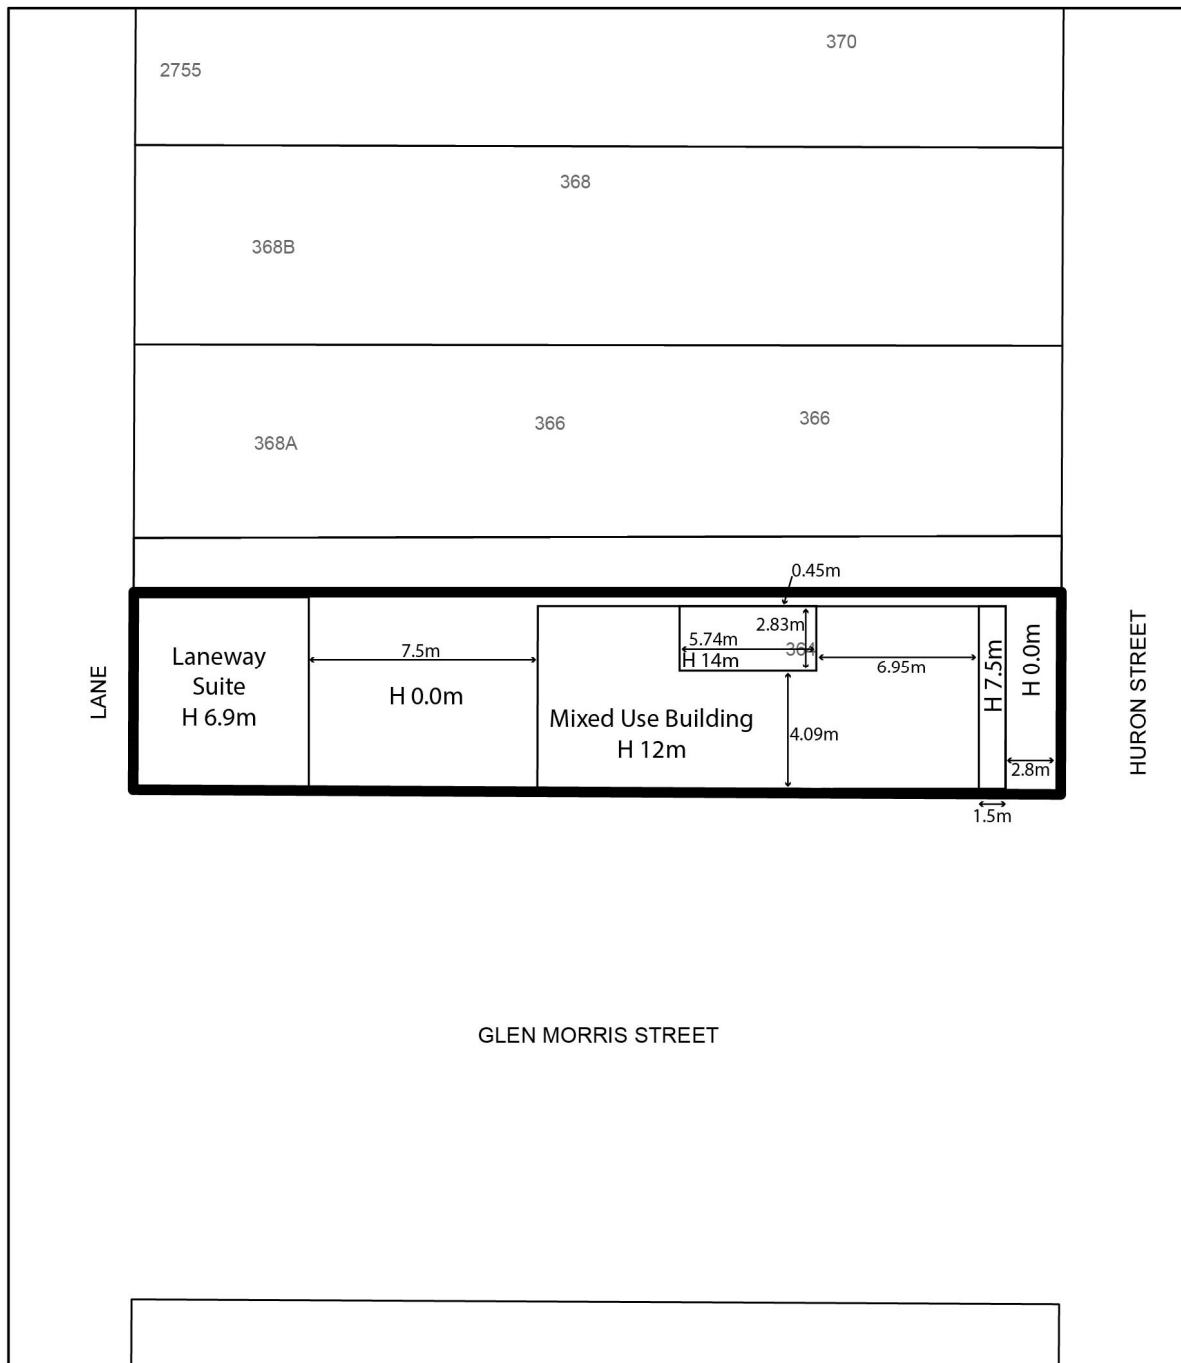 370
2755
368
368B
366
366
368A
0.45m
2.83m
5.74m
364
H 14m
7.5m
6.95m
Laneway
Suite
H 6.9m
H 0.0m
Mixed Use Building
H 12m
4.09m
H 7.5m
H 0.0m
2.8m
1.5m
LANE
HURON STREET
GLEN MORRIS STREET